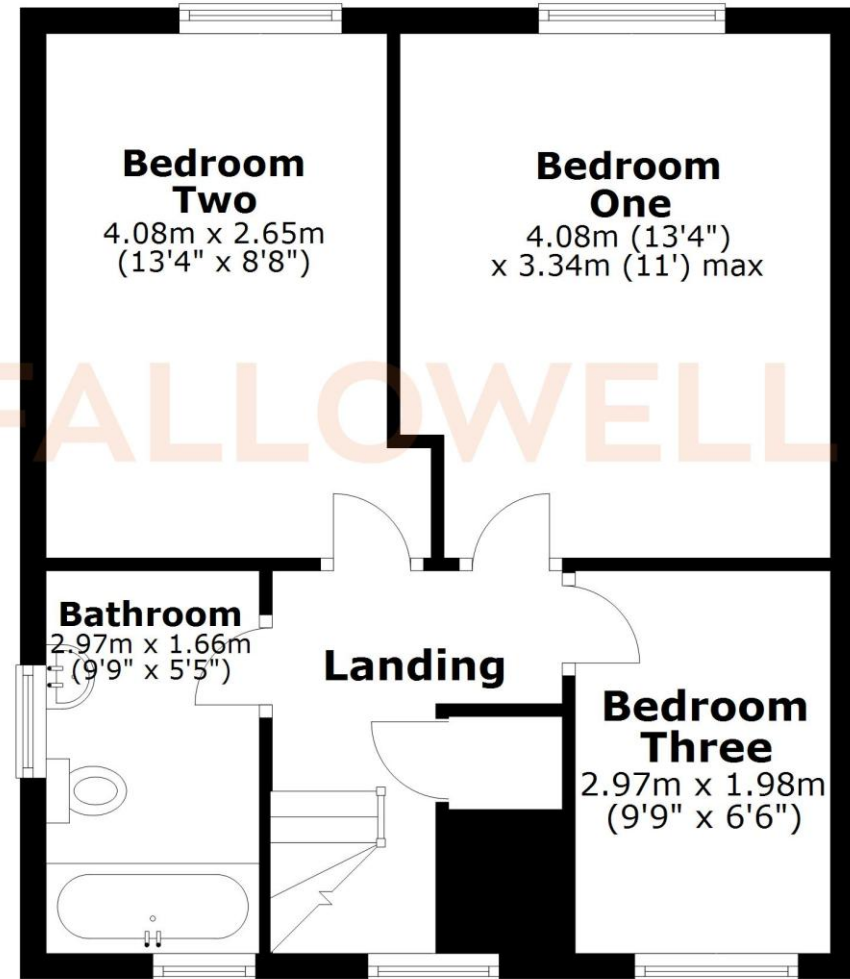 Bedroom
Two
4.08m x 2.65m
(13'4" x 8'8")
Bedroom
One
4.08m (13'4")
x 3.34m (11') max
FALLOWELL
Bathroom
2.97m x 1.66m
(9'9" x 5'5")
Landing
Bedroom
Three
2.97m x 1.98m
(9'9" x 6'6")